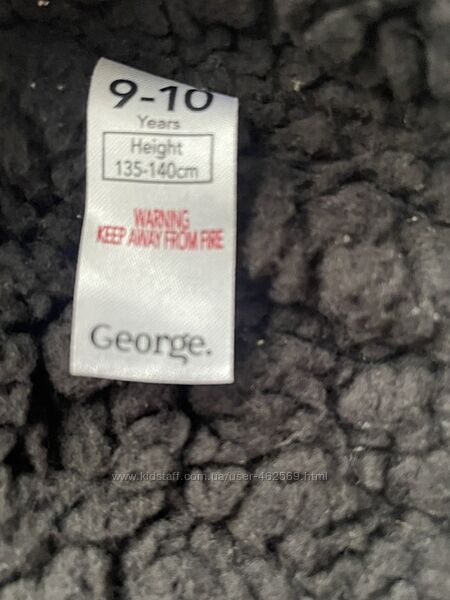 9-10
Years
Height
135-140cm
WARNING
KEEP AWAY FROM FIRE
George.
www.kidstaff.com.ua/user-462569.html